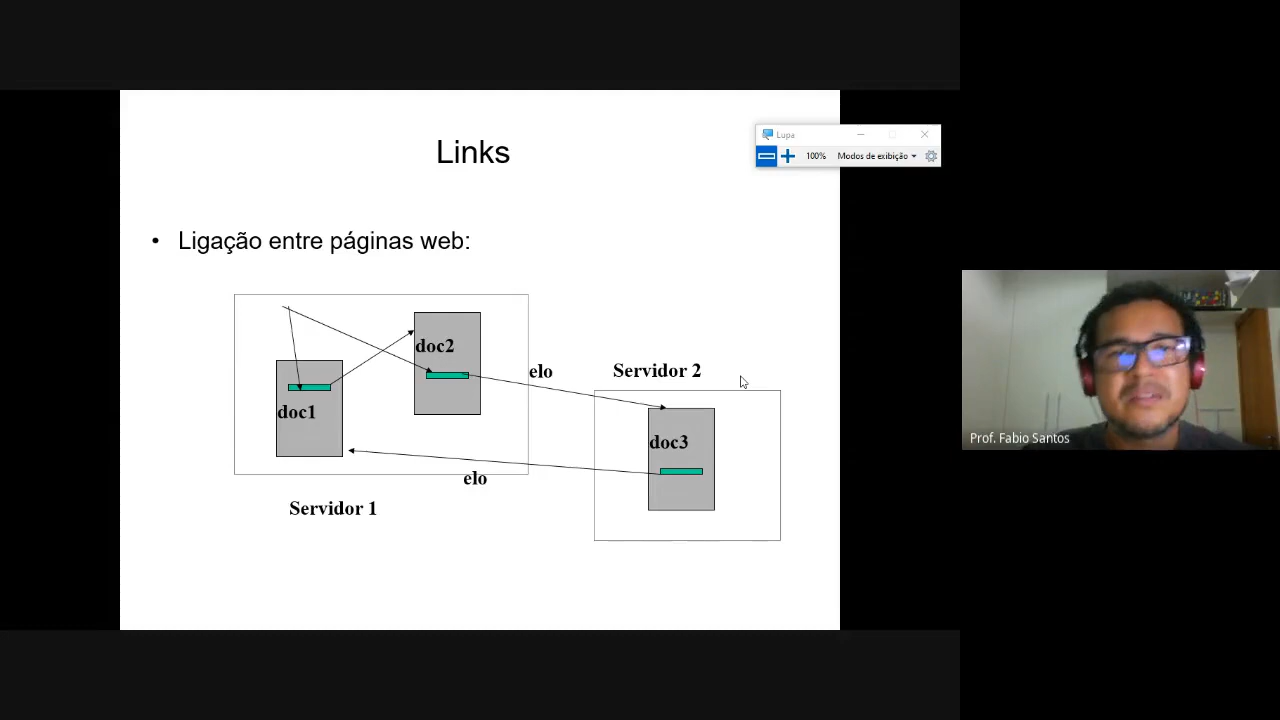 Links
Lupa
100% Modos de exibição
• Ligação entre páginas web:
doc2
elo
Servidor 2
doc1
doc3
elo
Servidor 1
Prof. Fabio Santos